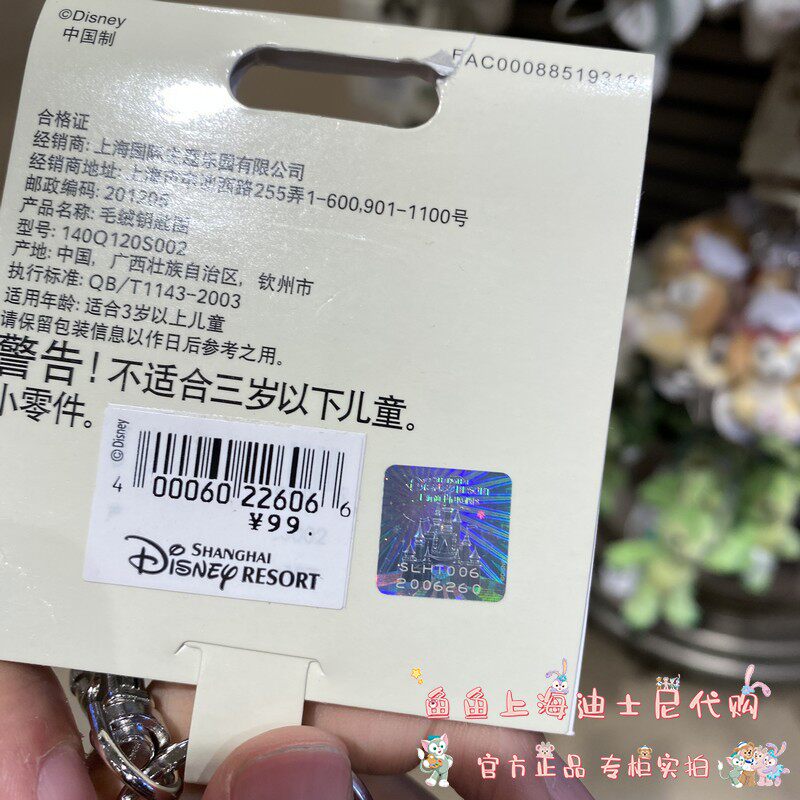 ©Disney
中国制
FAC00088519312
合格证
经销商: 上海国际主题乐园有限公司
经销商地址: 上海市申迪西路255弄1-600,901-1100号
邮政编码: 201206
产品名称: 毛绒钥匙圈
型号: 140Q120S002
产地: 中国, 广西壮族自治区, 钦州市
执行标准: QB/T1143-2003
适用年龄: 适合3岁以上儿童
请保留包装信息以作日后参考之用。
警告! 不适合三岁以下儿童。
小零件。
©Disney
4 00060 22606 6
¥99.
SHANGHAI
DISNEY RESORT
SLHT006
2006260
鱼鱼上海迪士尼代购
官方正品 专柜实拍